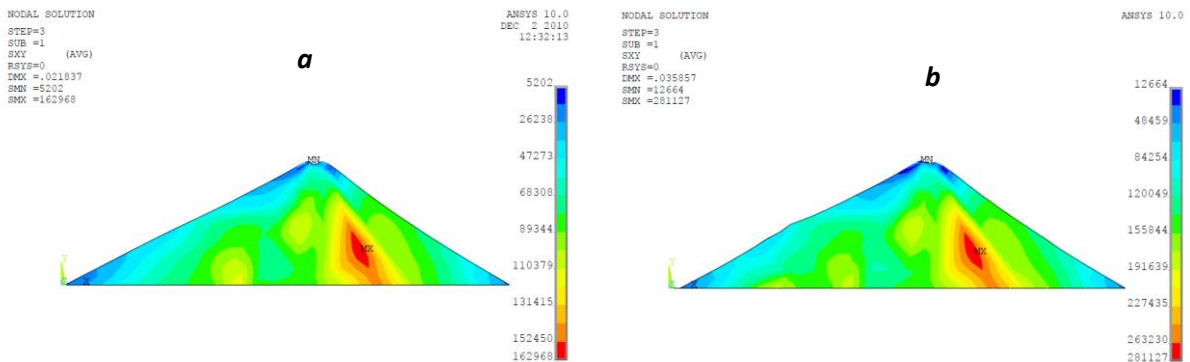 NODAL SOLUTION
STEP=3
SUB =1
SXY (AVG)
RSYS=0
DMX =.021837
SMN =5202
SMX =162968
a
ANSYS 10.0
DEC 2 2010
12:32:13
5202
26238
47273
68308
89344
110379
131415
152450
162968
MN
MX
Y
Z X
NODAL SOLUTION
STEP=3
SUB =1
SXY (AVG)
RSYS=0
DMX =.035857
SMN =12664
SMX =281127
b
ANSYS 10.0
12664
48459
84254
120049
155844
191639
227435
263230
281127
MN
MX
Y
Z X